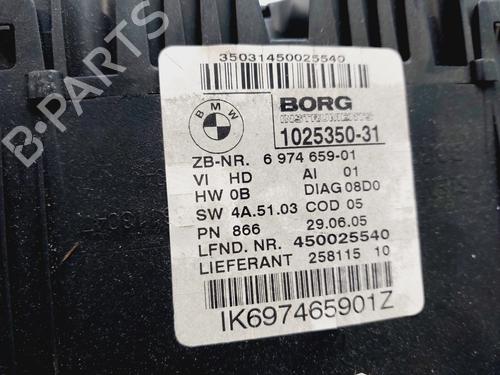 35031450025540
BMW
BORG
INSTRUMENTS
1025350-31
ZB-NR. 6 974 659-01
VI HD AI 01
HW 0B DIAG 08D0
SW 4A.51.03 COD 05
PN 866 29.06.05
LFND. NR. 450025540
LIEFERANT 258115 10
IK697465901Z
B-PARTS